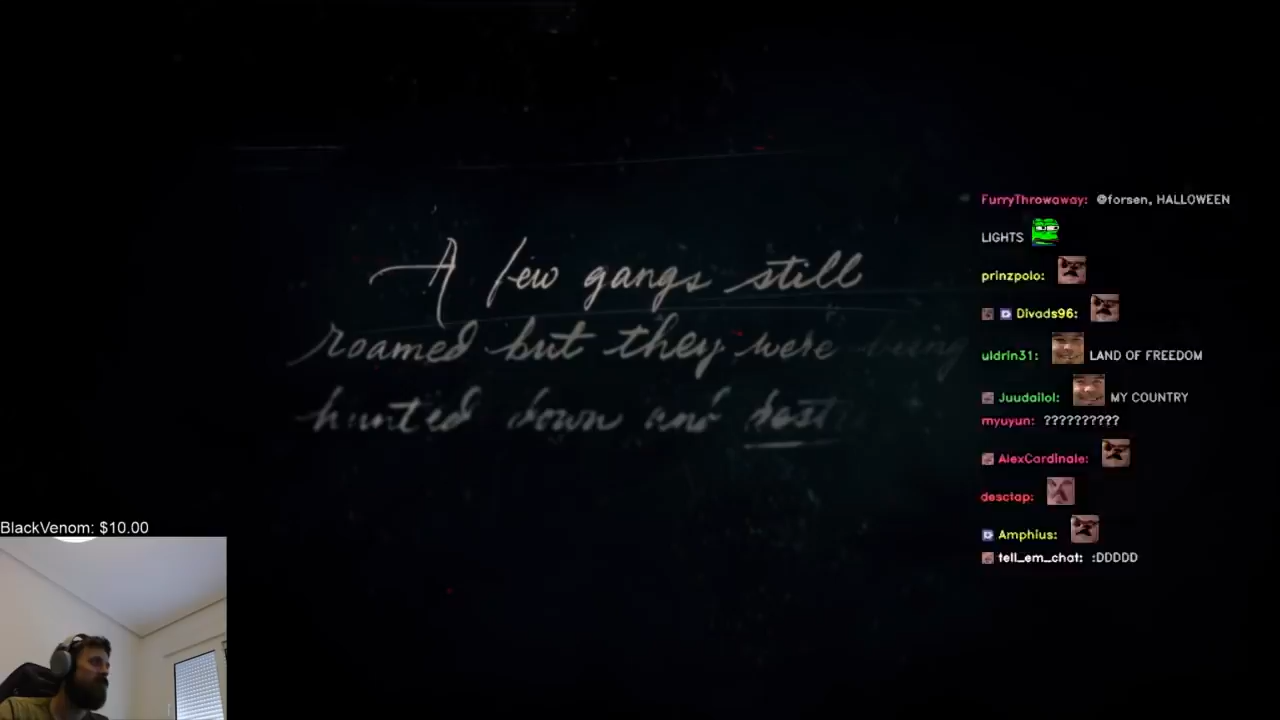 A few gangs still
roamed but they were being
hunted down and
FurryThrowaway: @forsen, HALLOWEEN
LIGHTS
prinzpolo:
Divads96:
uldrin31: LAND OF FREEDOM
Juudailol: MY COUNTRY
myuyun: ??????????
AlexCardinale:
desctap:
Amphius:
tell_em_chat: :DDDDD
BlackVenom: $10.00